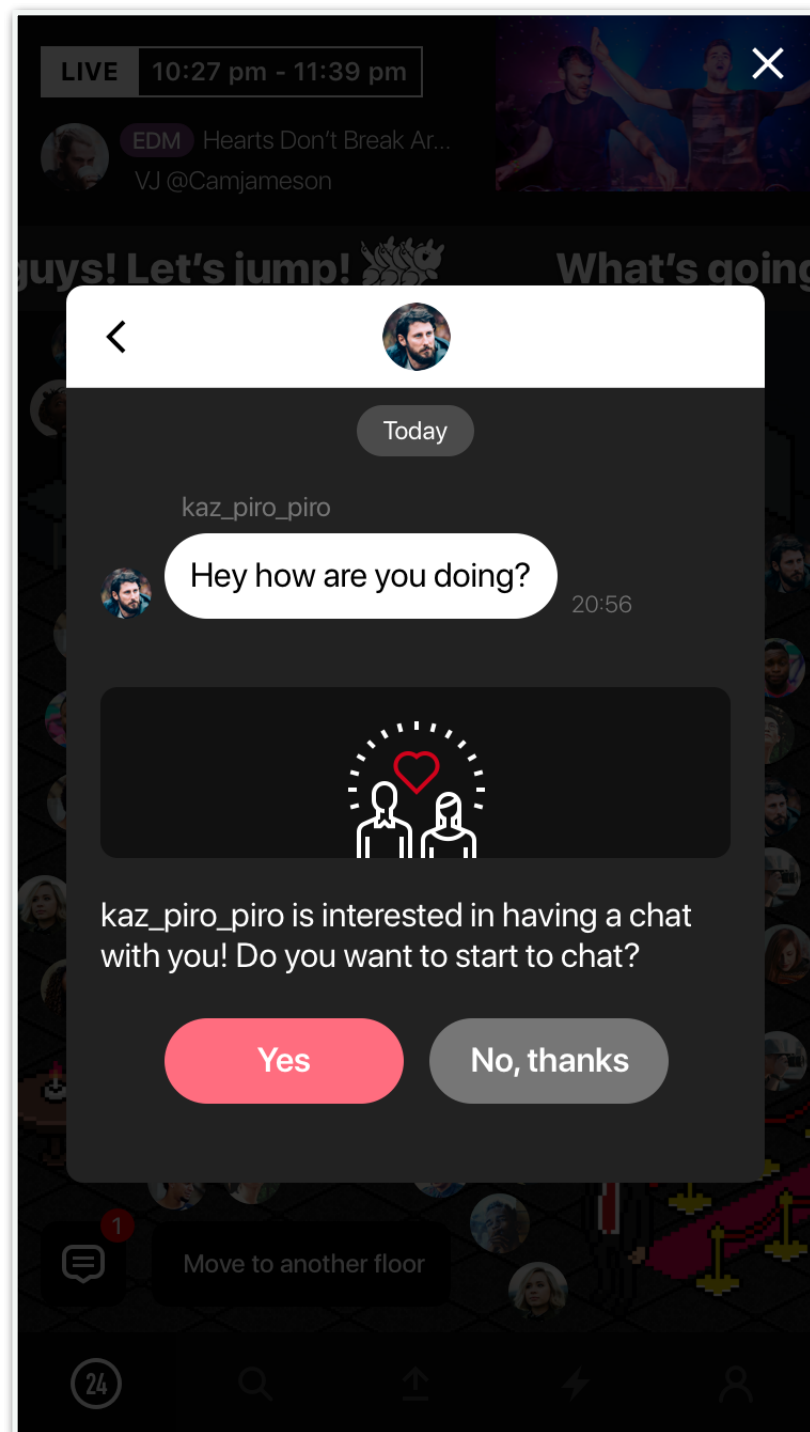 LIVE 10:27 pm - 11:39 pm
EDM Hearts Don't Break Ar...
VJ @Camjameson
guys! Let's jump! What's going
Today
kaz_piro_piro
Hey how are you doing?
20:56
kaz_piro_piro is interested in having a chat
with you! Do you want to start to chat?
Yes No, thanks
1
Move to another floor
24